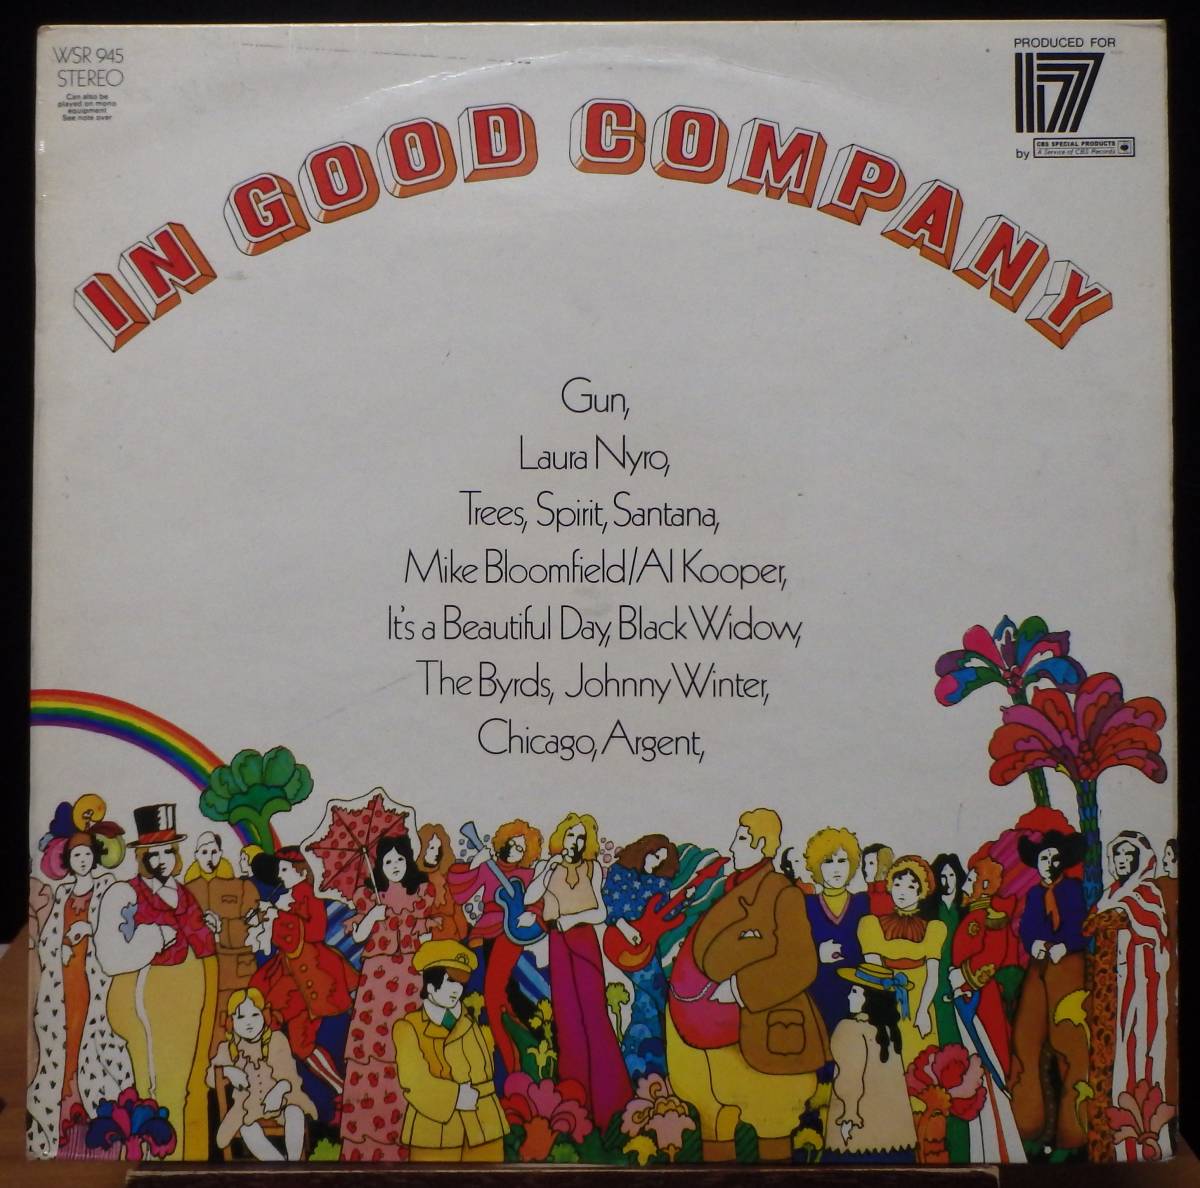 WSR 945
STEREO
Can also be
played on mono
equipment
See note over
PRODUCED FOR
17
by CBS SPECIAL PRODUCTS
A Service of CBS Records
IN GOOD COMPANY
Gun,
Laura Nyro,
Trees, Spirit, Santana,
Mike Bloomfield/Al Kooper,
It's a Beautiful Day, Black Widow,
The Byrds, Johnny Winter,
Chicago, Argent,